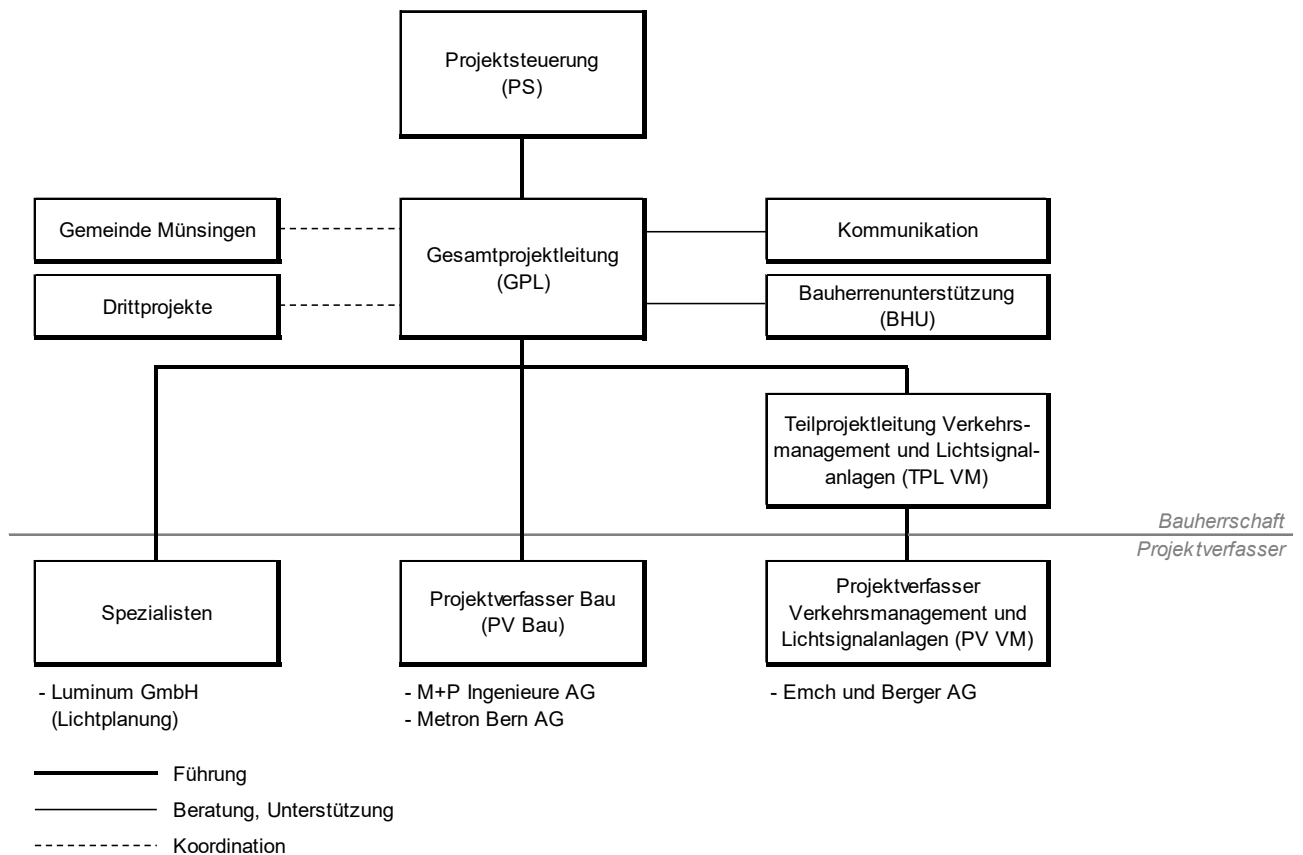 Projektsteuerung
(PS)
Gemeinde Münsingen
Drittprojekte
Gesamtprojektleitung
(GPL)
Kommunikation
Bauherrenunterstützung
(BHU)
Teilprojektleitung Verkehrs-
management und Lichtsignal-
anlagen (TPL VM)
Bauherrschaft
Projektverfasser
Spezialisten
Projektverfasser Bau
(PV Bau)
Projektverfasser
Verkehrsmanagement und
Lichtsignalanlagen (PV VM)
- Luminum GmbH
(Lichtplanung)
- M+P Ingenieure AG
- Metron Bern AG
- Emch und Berger AG
Führung
Beratung, Unterstützung
Koordination